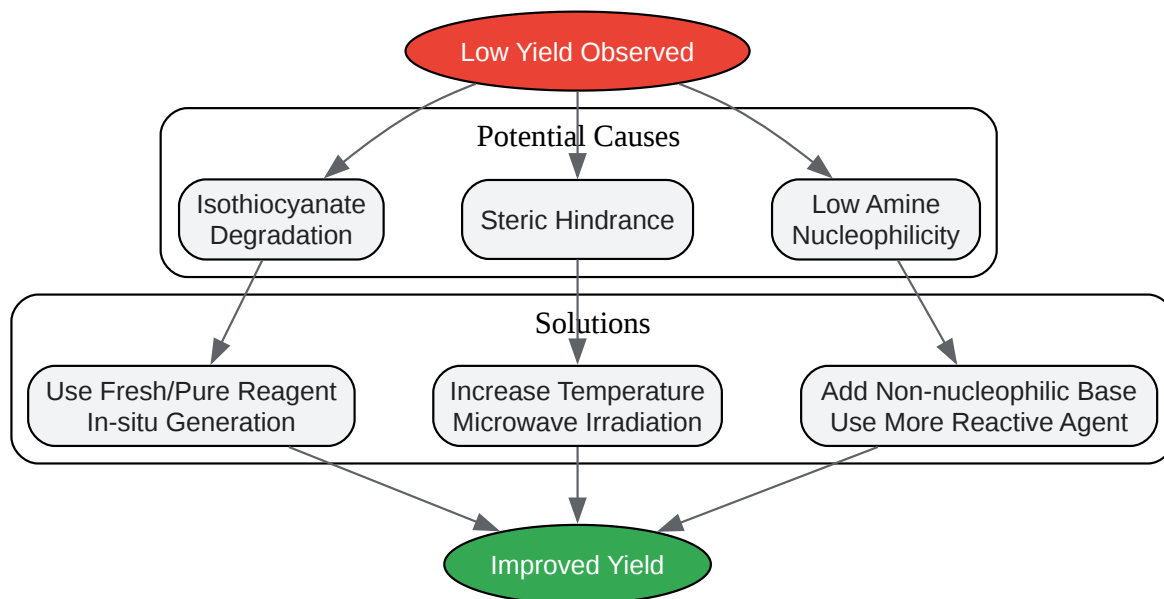 Low Yield Observed
Potential Causes
Isothiocyanate
Degradation
Steric Hindrance
Low Amine
Nucleophilicity
Solutions
Use Fresh/Pure Reagent
In-situ Generation
Increase Temperature
Microwave Irradiation
Add Non-nucleophilic Base
Use More Reactive Agent
Improved Yield